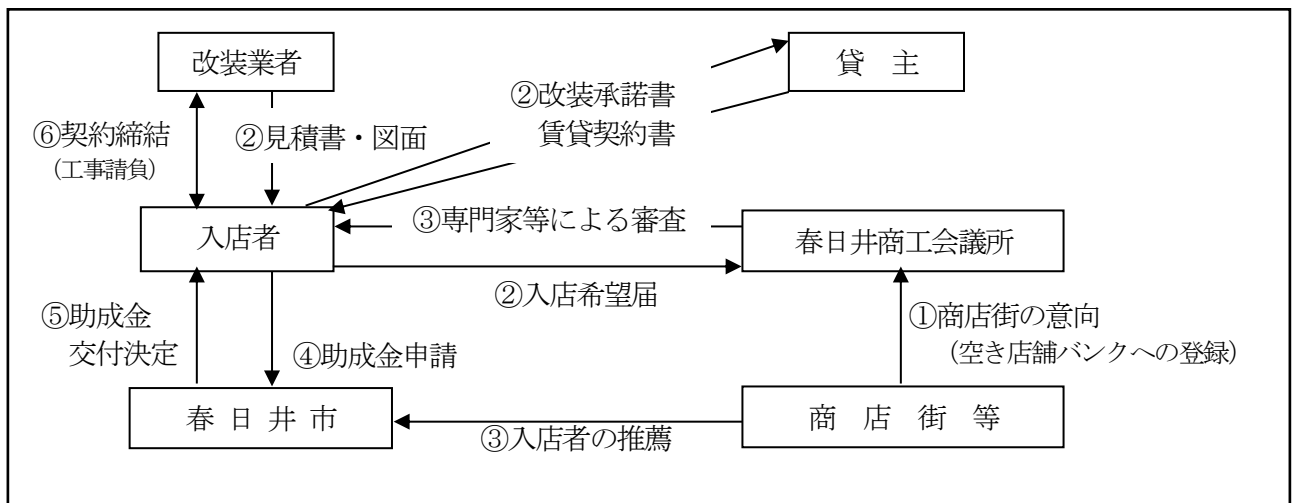 改装業者
貸　主
②改装承諾書
賃貸契約書
⑥契約締結
（工事請負）
②見積書・図面
入店者
③専門家等による審査
春日井商工会議所
②入店希望届
①商店街の意向
（空き店舗バンクへの登録）
⑤助成金
交付決定
④助成金申請
春 日 井 市
商　店　街　等
③入店者の推薦